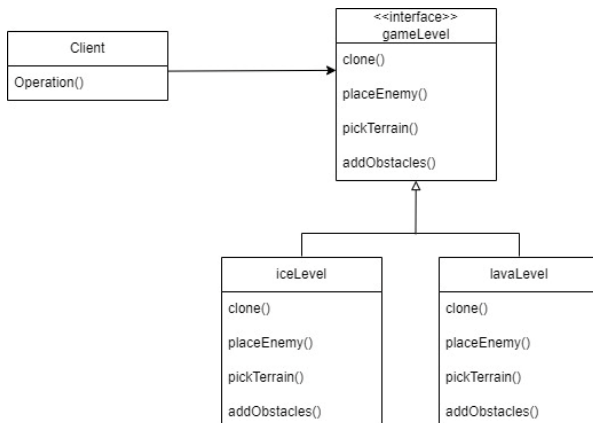 Client
Operation()
<<interface>>
gameLevel
clone()
placeEnemy()
pickTerrain()
addObstacles()
iceLevel
clone()
placeEnemy()
pickTerrain()
addObstacles()
lavaLevel
clone()
placeEnemy()
pickTerrain()
addObstacles()